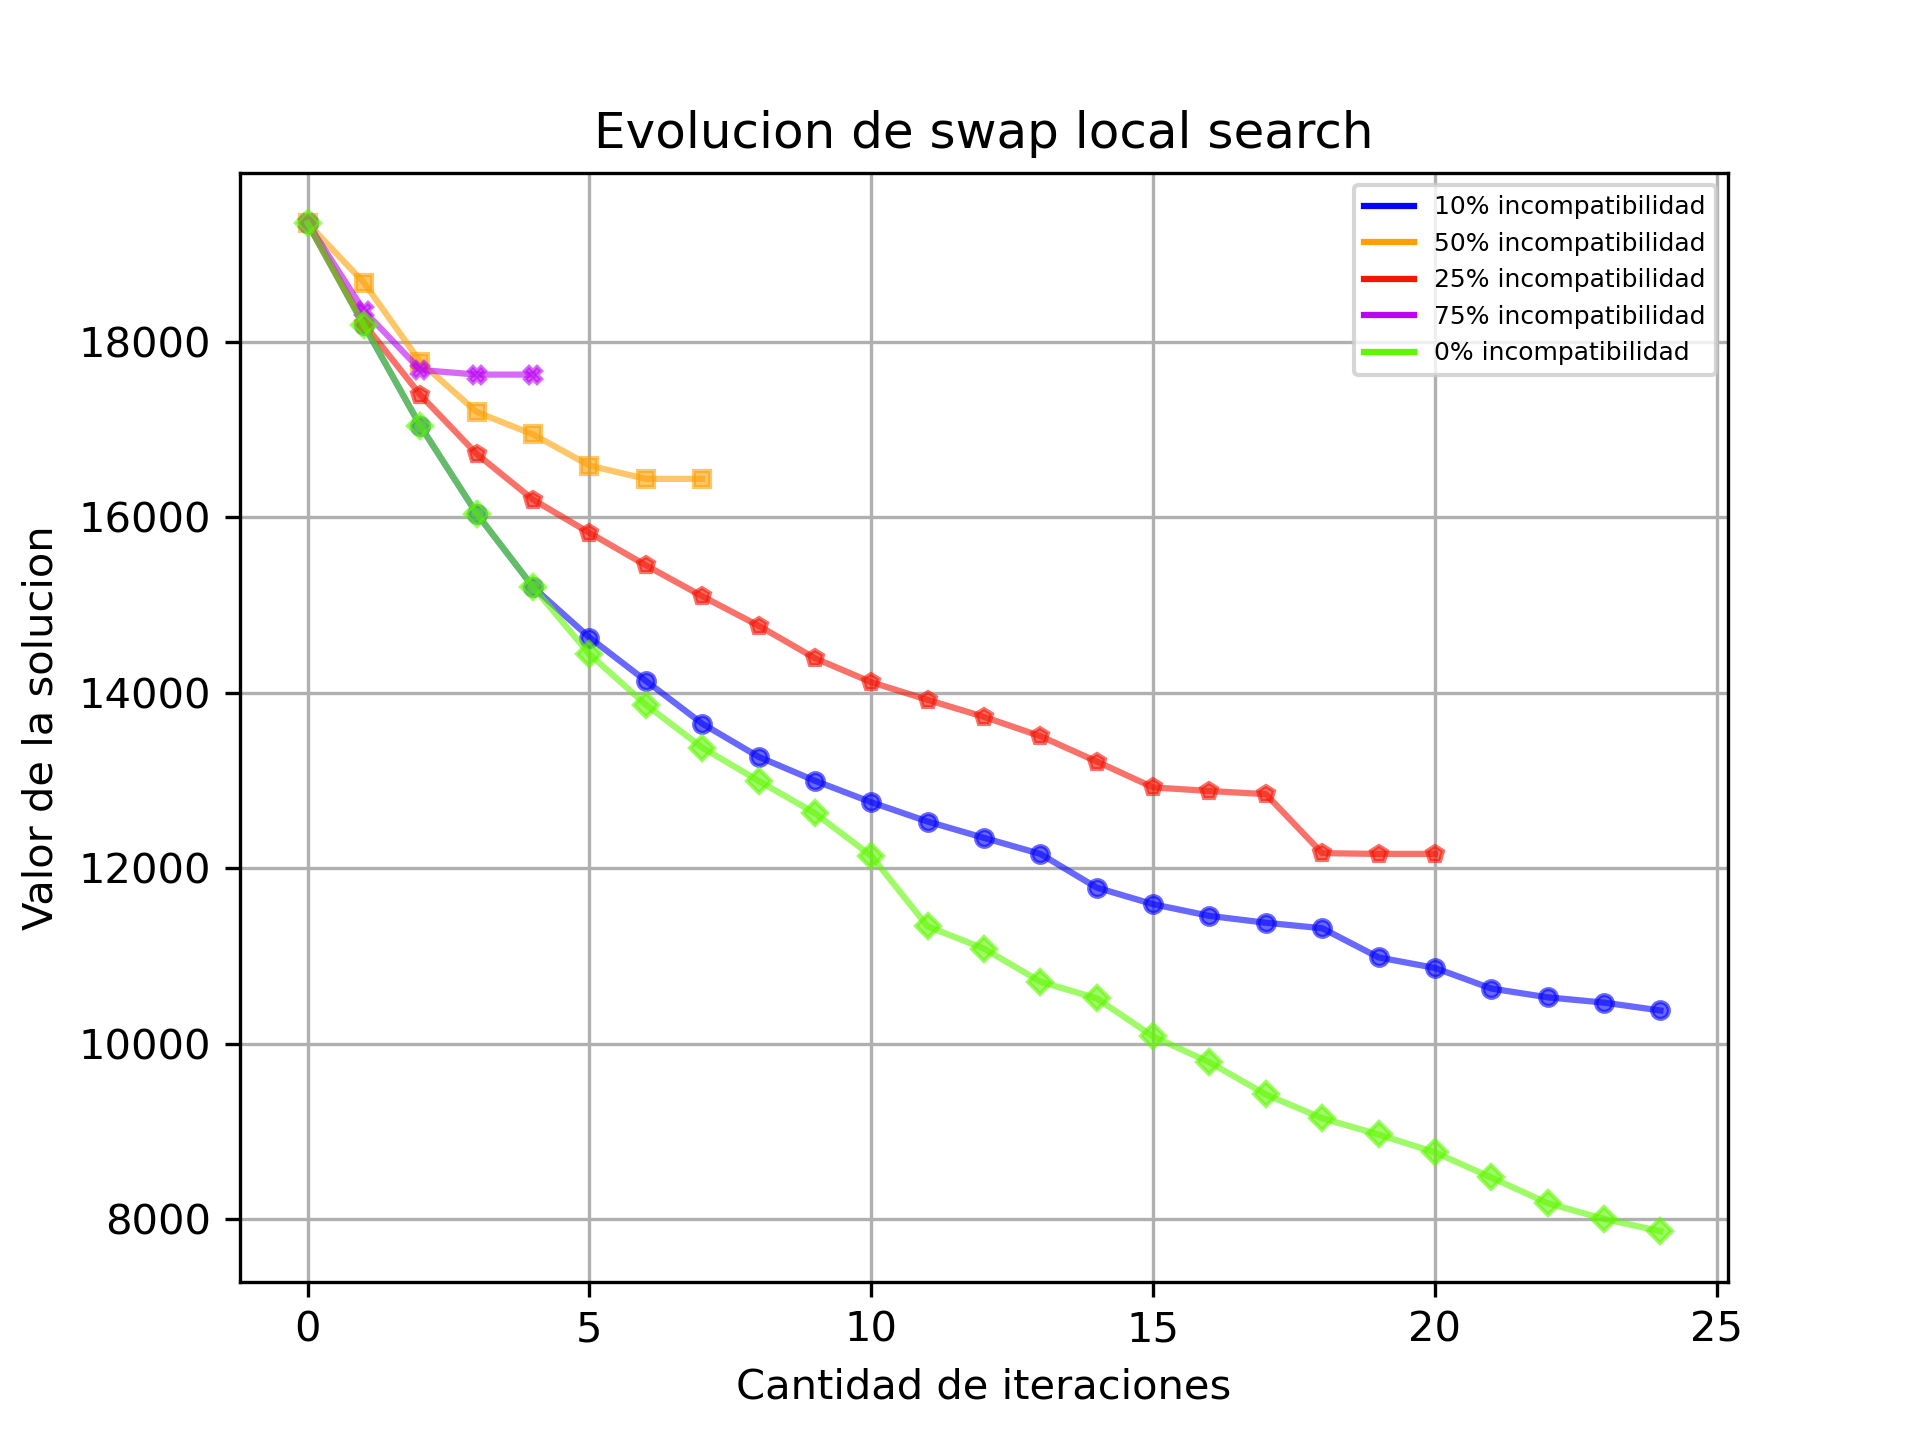 Evolucion de swap local search
10% incompatibilidad
50% incompatibilidad
25% incompatibilidad
75% incompatibilidad
0% incompatibilidad
Valor de la solucion
18000
16000
14000
12000
10000
8000
0 5 10 15 20 25
Cantidad de iteraciones